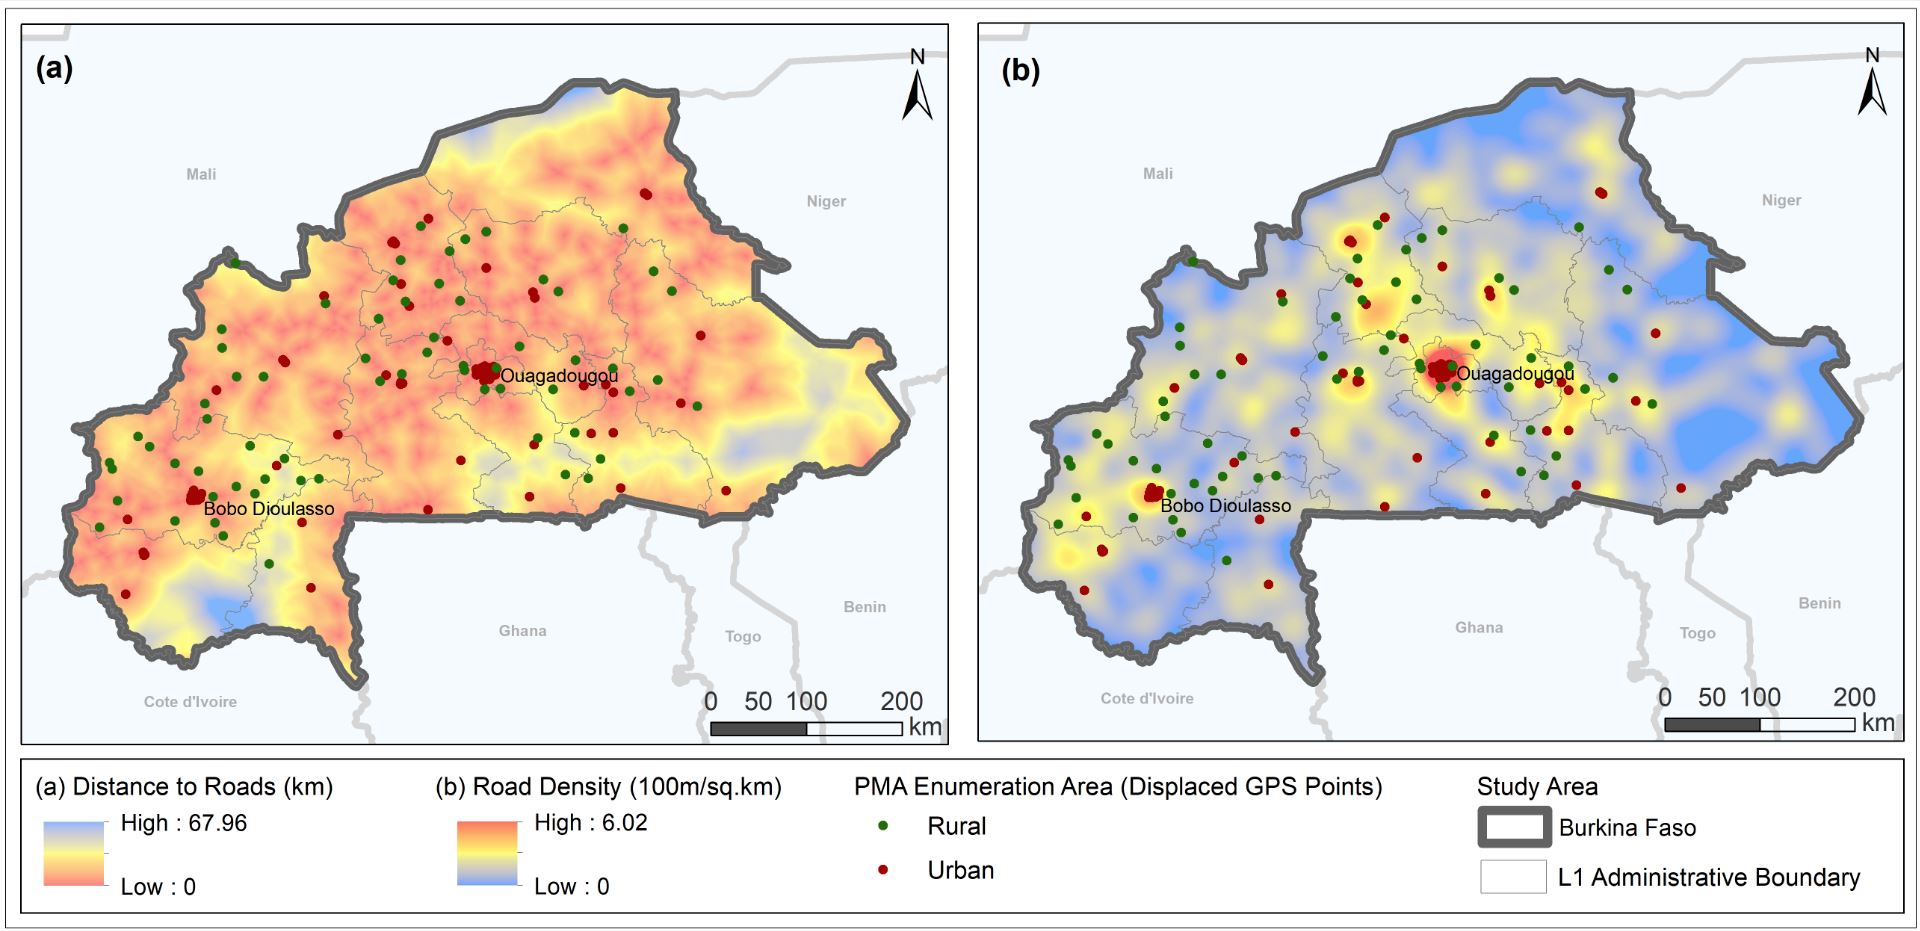 (a)
N
Mali
Niger
Ouagadougou
Bobo Dioulasso
Ghana
Togo
Benin
Cote d'Ivoire
0 50 100 200
km
(b)
N
Mali
Niger
Ouagadougou
Bobo Dioulasso
Ghana
Togo
Benin
Cote d'Ivoire
0 50 100 200
km
(a) Distance to Roads (km)
High : 67.96
Low : 0
(b) Road Density (100m/sq.km)
High : 6.02
Low : 0
PMA Enumeration Area (Displaced GPS Points)
Rural
Urban
Study Area
Burkina Faso
L1 Administrative Boundary